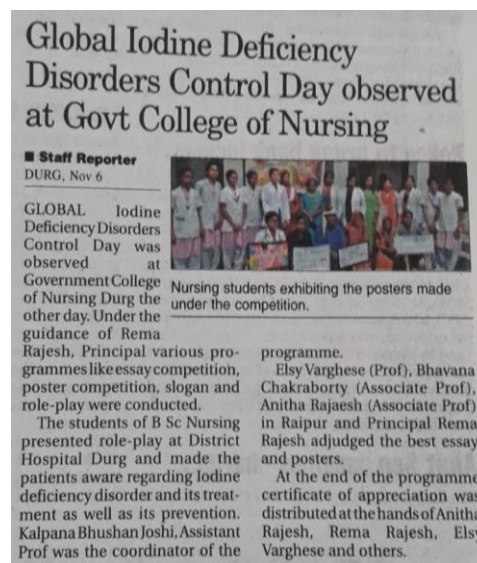 Global Iodine Deficiency
Disorders Control Day observed
at Govt College of Nursing
■ Staff Reporter
DURG, Nov 6
GLOBAL Iodine
Deficiency Disorders
Control Day was
observed at
Government College
of Nursing Durg the
other day. Under the
guidance of Rema
Rajesh, Principal various pro-
grammes like essay competition,
poster competition, slogan and
role-play were conducted.
The students of B Sc Nursing
presented role-play at District
Hospital Durg and made the
patients aware regarding Iodine
deficiency disorder and its treat-
ment as well as its prevention.
Kalpana Bhushan Joshi, Assistant
Prof was the coordinator of the
Nursing students exhibiting the posters made
under the competition.
programme.
Elsy Varghese (Prof), Bhavana
Chakraborty (Associate Prof),
Anitha Rajaesh (Associate Prof)
in Raipur and Principal Rema
Rajesh adjudged the best essay
and posters.
At the end of the programme
certificate of appreciation was
distributed at the hands of Anitha
Rajesh, Rema Rajesh, Elsy
Varghese and others.